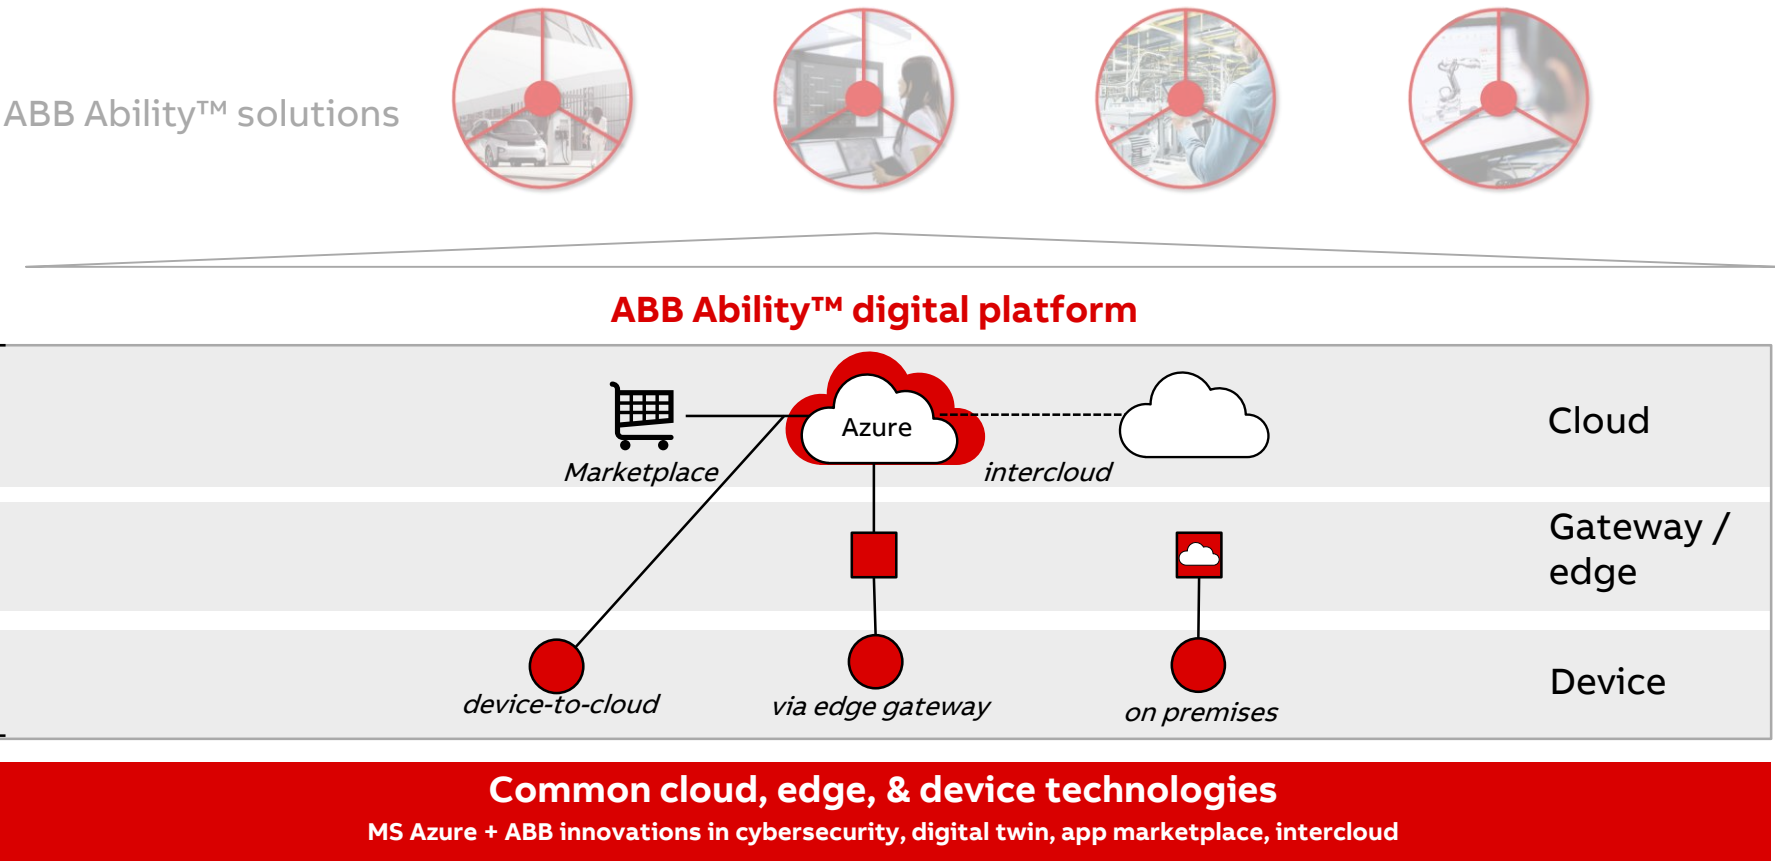 ABB Ability™ solutions
ABB Ability™ digital platform
Azure
Cloud
Marketplace
intercloud
Gateway /
edge
Device
device-to-cloud
via edge gateway
on premises
Common cloud, edge, & device technologies
MS Azure + ABB innovations in cybersecurity, digital twin, app marketplace, intercloud